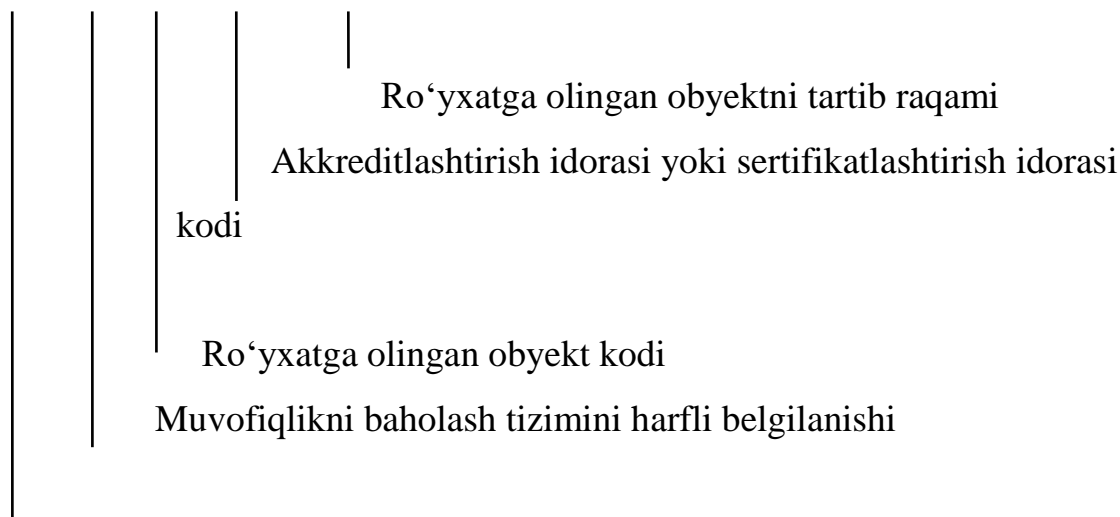 Ro‘yxatga olingan obyektni tartib raqami
Akkreditlashtirish idorasi yoki sertifikatlashtirish idorasi
kodi
Ro‘yxatga olingan obyekt kodi
Muvofiqlikni baholash tizimini harfli belgilanishi